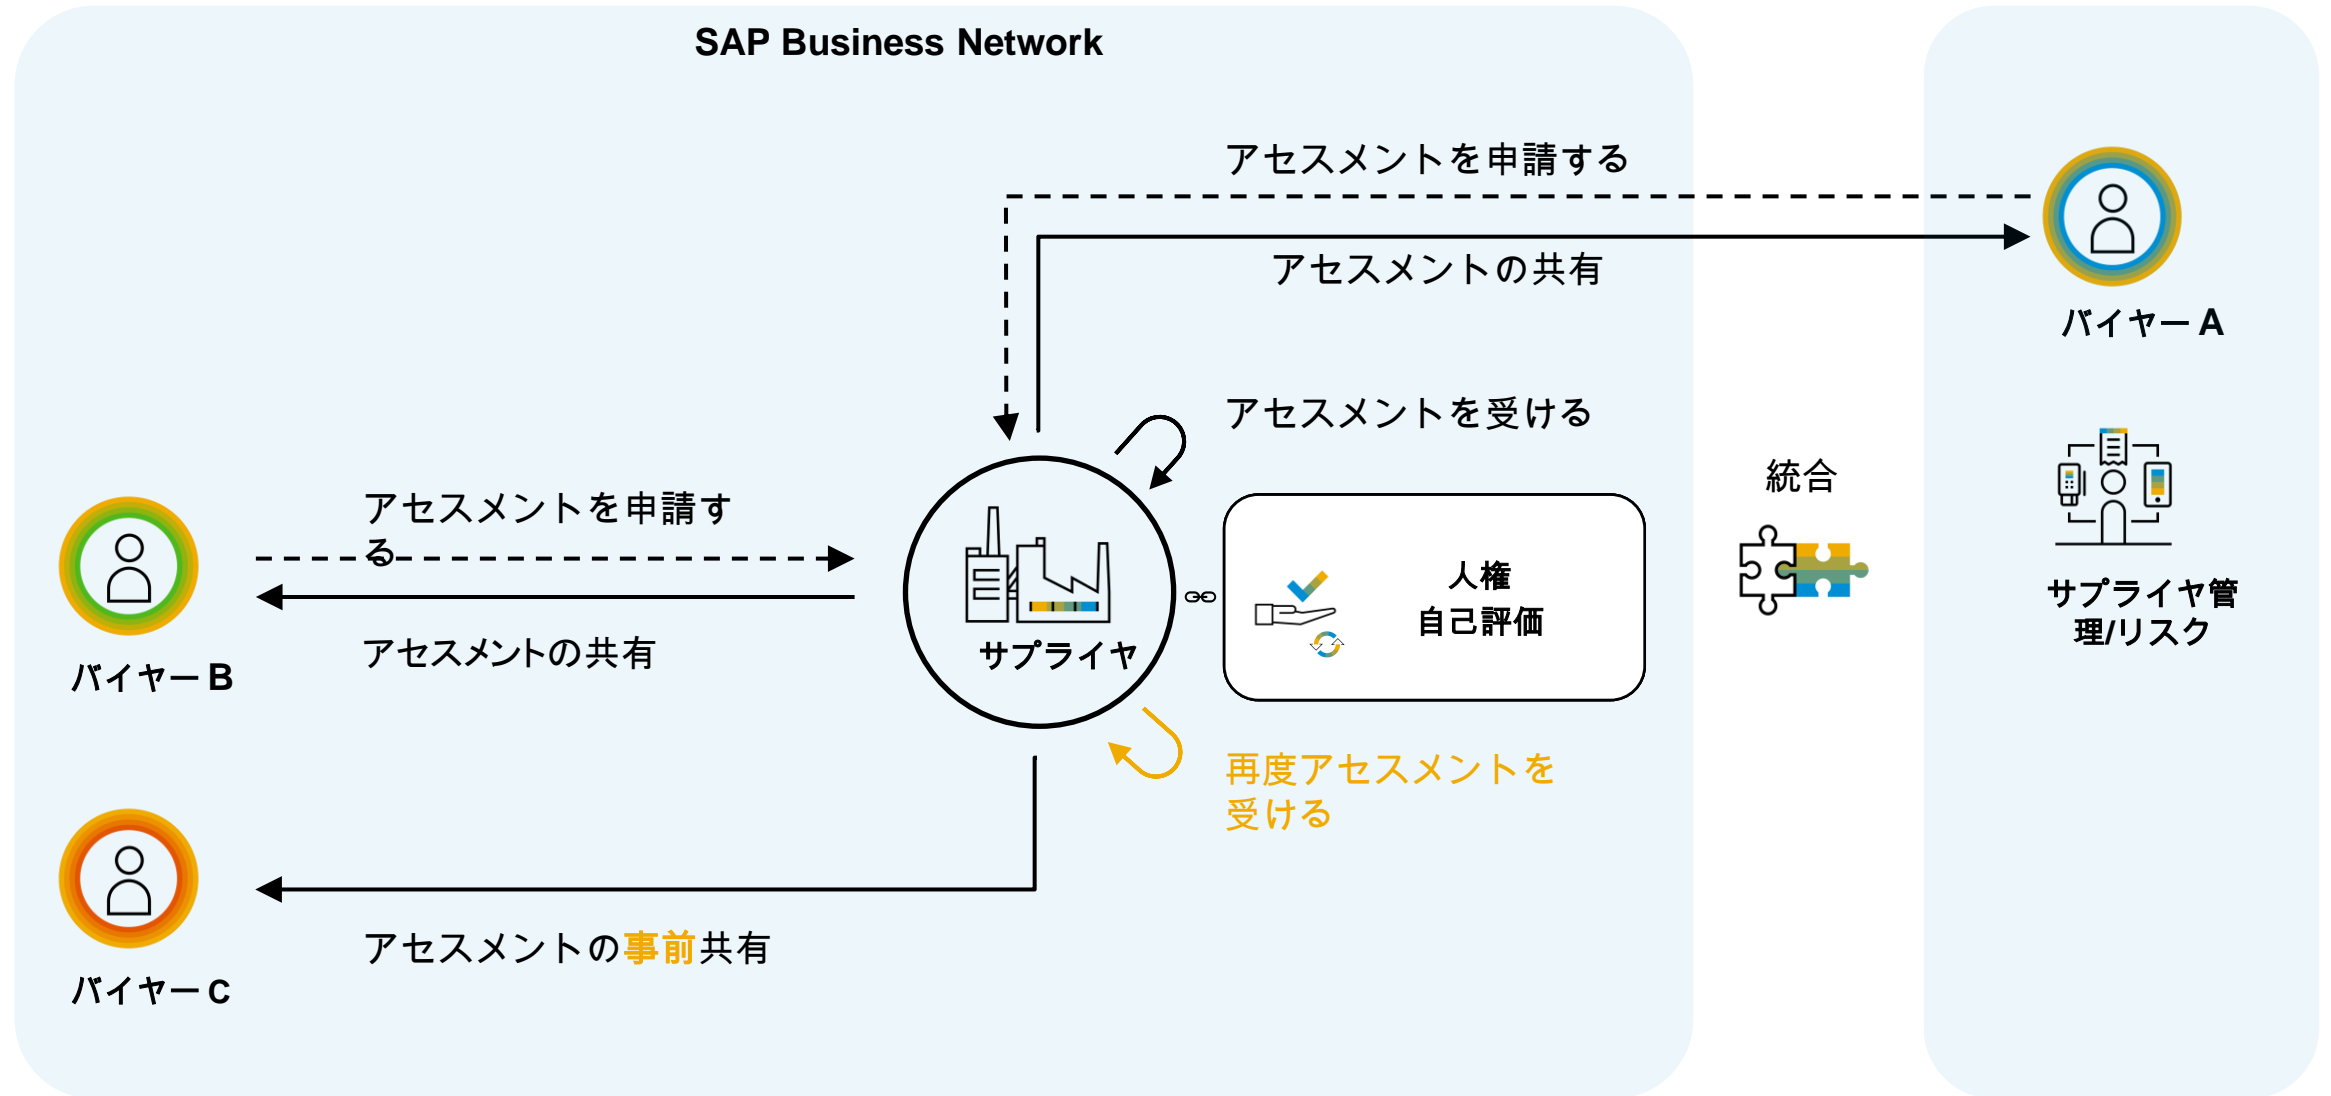 SAP Business Network
アセスメントを申請する
アセスメントの共有
バイヤー A
アセスメントを受ける
統合
アセスメントを申請す
る
人権
自己評価
サプライヤ管
理/リスク
サプライヤ
アセスメントの共有
バイヤー B
再度アセスメントを
受ける
アセスメントの事前共有
バイヤー C